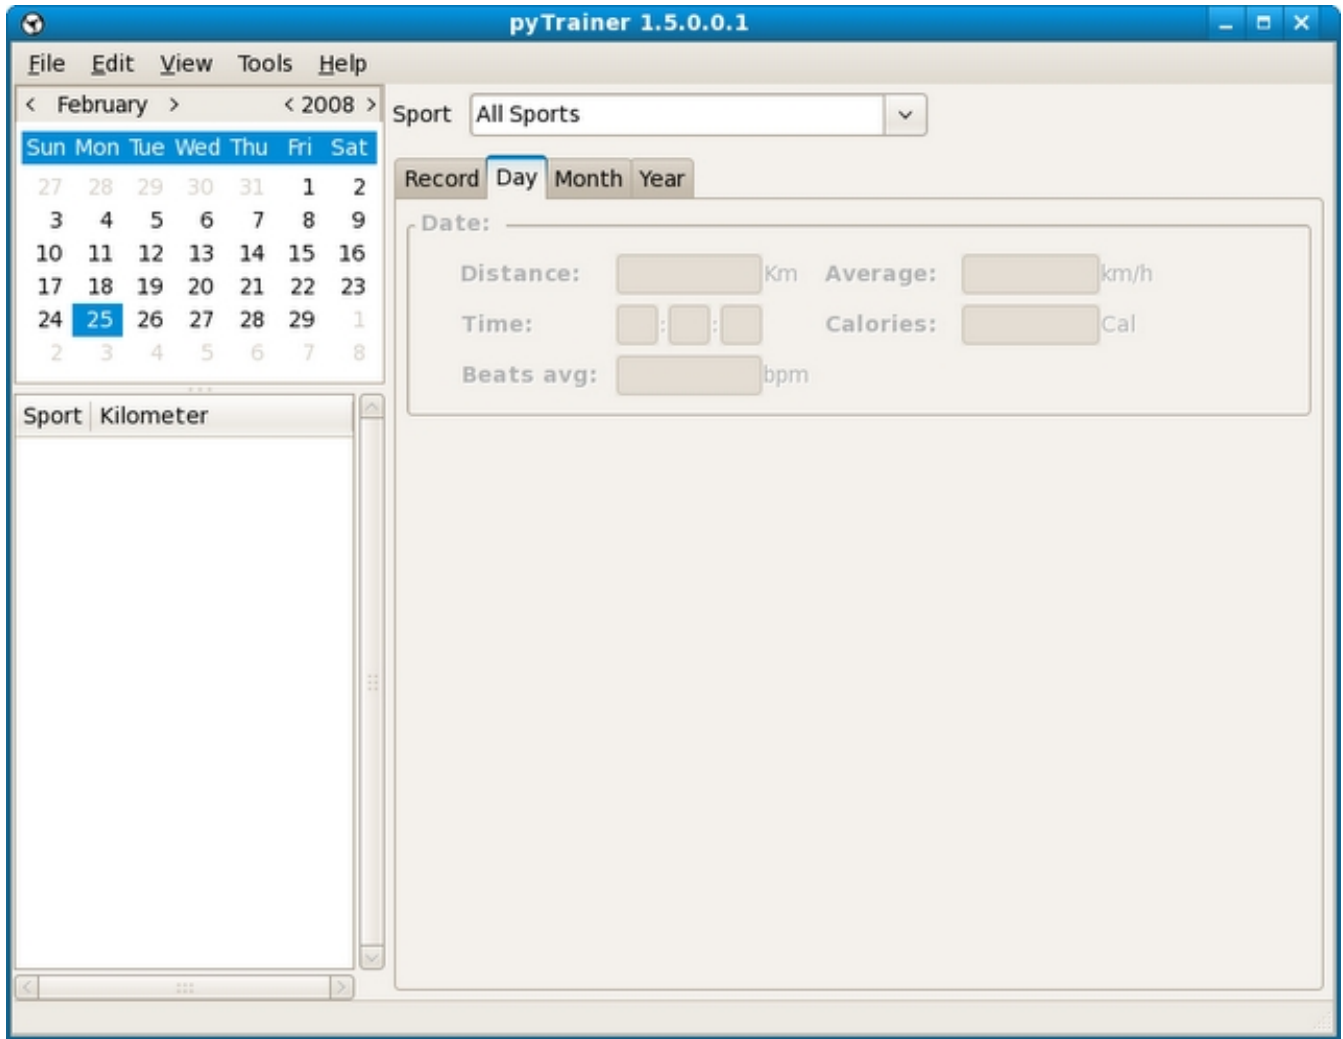 pyTrainer 1.5.0.0.1
File Edit View Tools Help
< February > < 2008 >
Sun Mon Tue Wed Thu Fri Sat
27 28 29 30 31 1 2
3 4 5 6 7 8 9
10 11 12 13 14 15 16
17 18 19 20 21 22 23
24 25 26 27 28 29 1
2 3 4 5 6 7 8
Sport Kilometer
Sport All Sports
Record Day Month Year
Date:
Distance: Km Average: km/h
Time: : : Calories: Cal
Beats avg: bpm